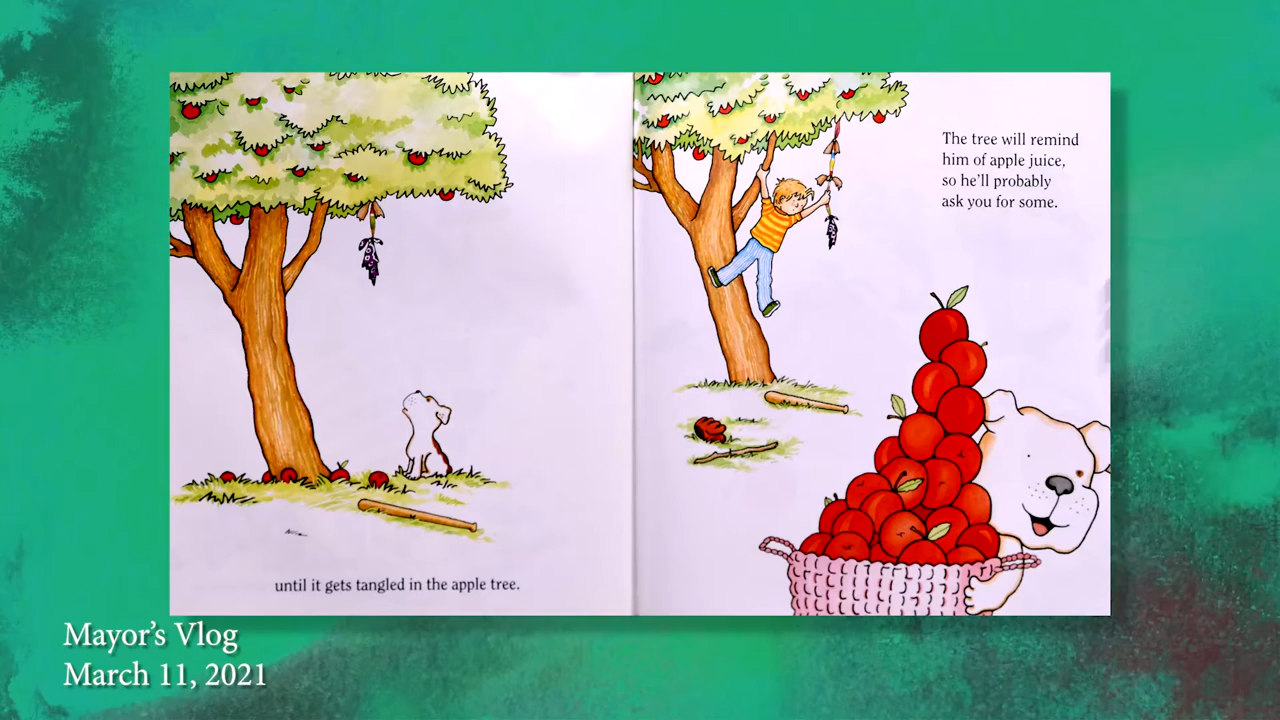 until it gets tangled in the apple tree.
The tree will remind
him of apple juice,
so he'll probably
ask you for some.
Mayor's Vlog
March 11, 2021